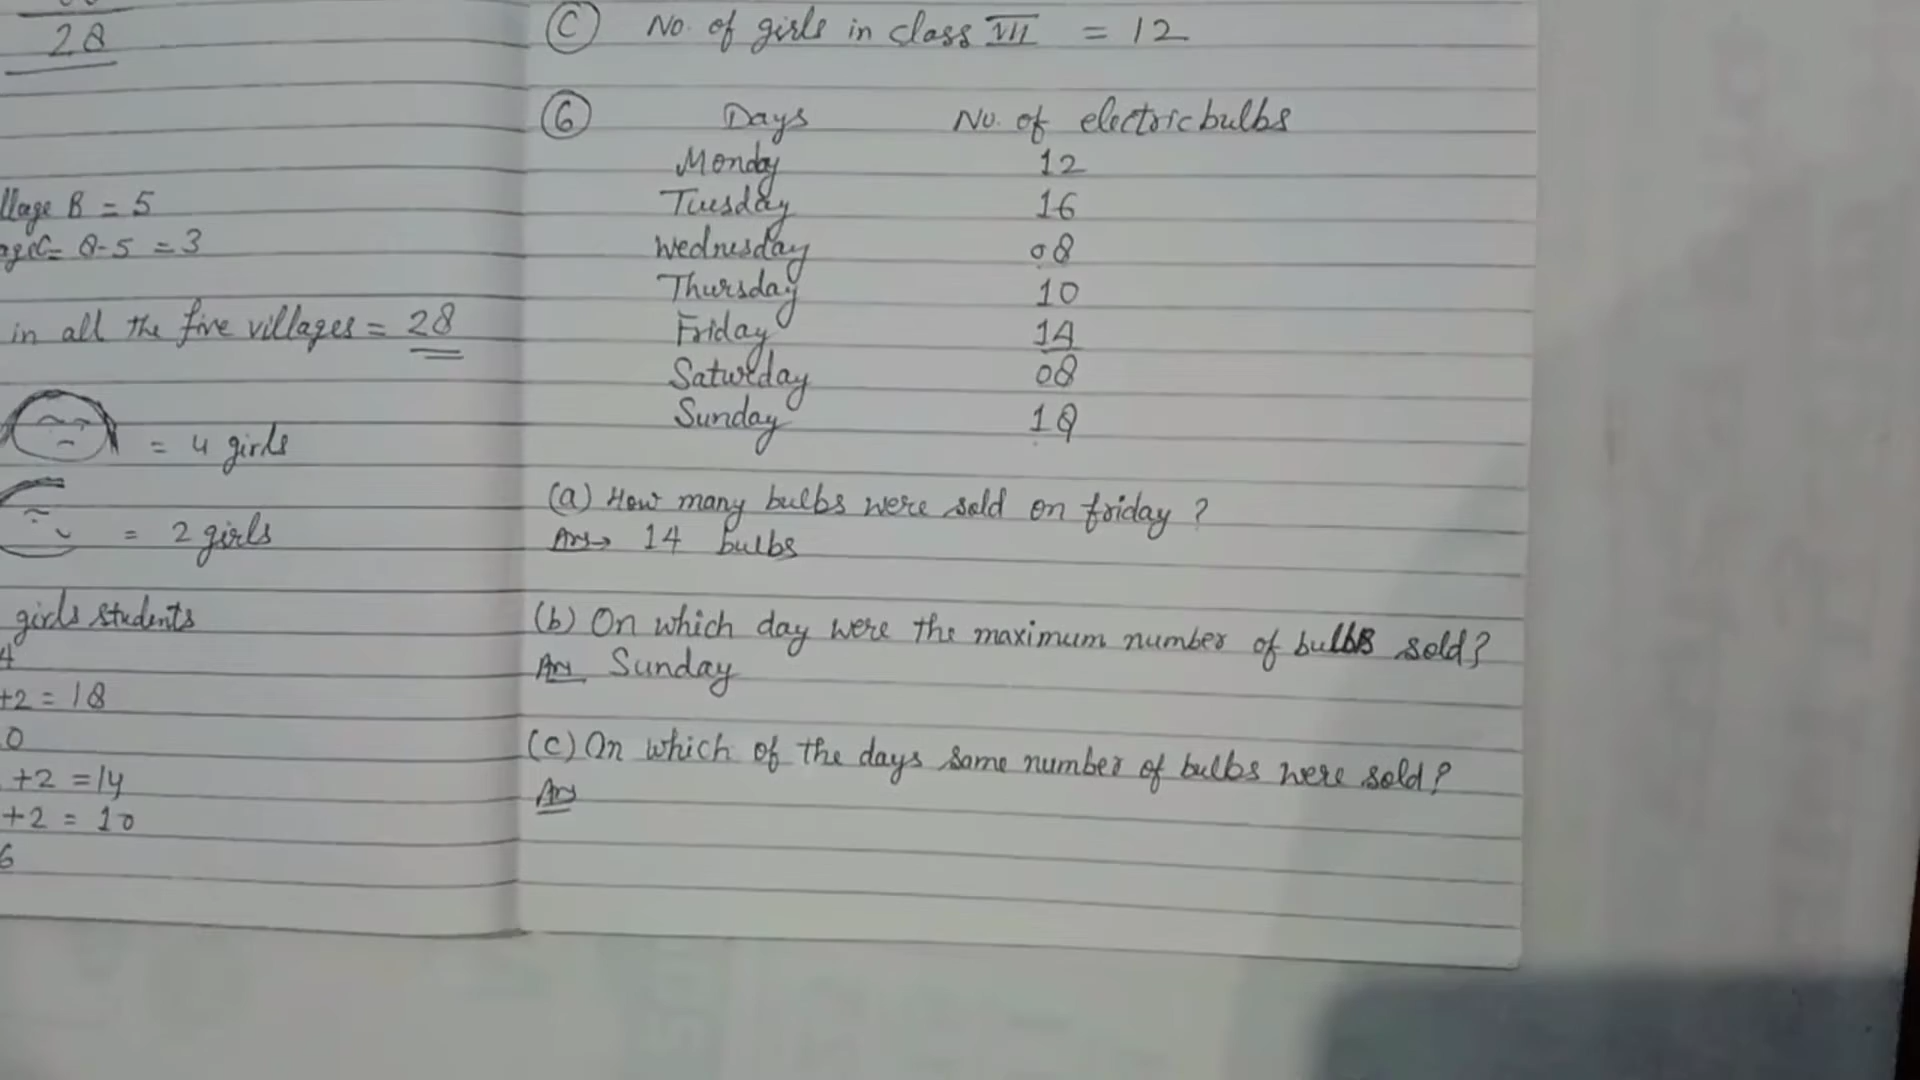 28
llage B = 5
C = 8-5 = 3
in all the five villages = 28
= 4 girls
= 2 girls
girls students
4
+2 = 18
0
+2 = 14
+2 = 10
6
(C) No. of girls in class VII = 12
(6) Days No. of electric bulbs
Monday 12
Tuesday 16
Wednesday 08
Thursday 10
Friday 14
Saturday 08
Sunday 18
(a) How many bulbs were sold on friday ?
Ans→ 14 bulbs
(b) On which day were the maximum number of bulbs sold?
Ans Sunday
(c) On which of the days same number of bulbs were sold?
Ans